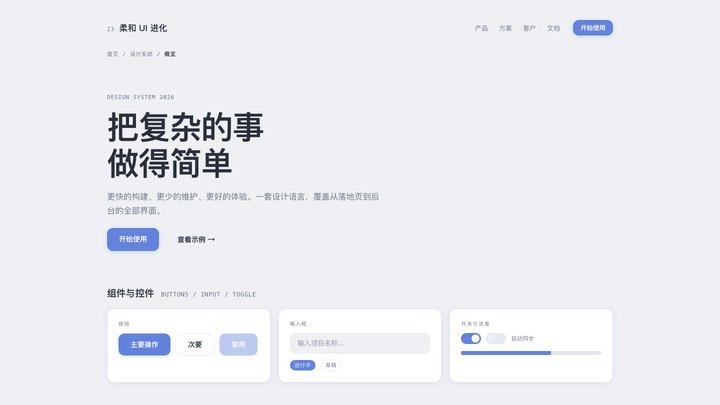 23 柔和 UI 进化
产品 方案 客户 文档 开始使用
首页 / 设计系统 / 概览
DESIGN SYSTEM 2026
把复杂的事
做得简单
更快的构建、更少的维护、更好的体验。一套设计语言，覆盖从落地页到后
台的全部界面。
开始使用 查看示例 →
组件与控件 BUTTONS / INPUT / TOGGLE
按钮
主要操作 次要 禁用
输入框
输入项目名称...
进行中 草稿
开关与进度
自动同步